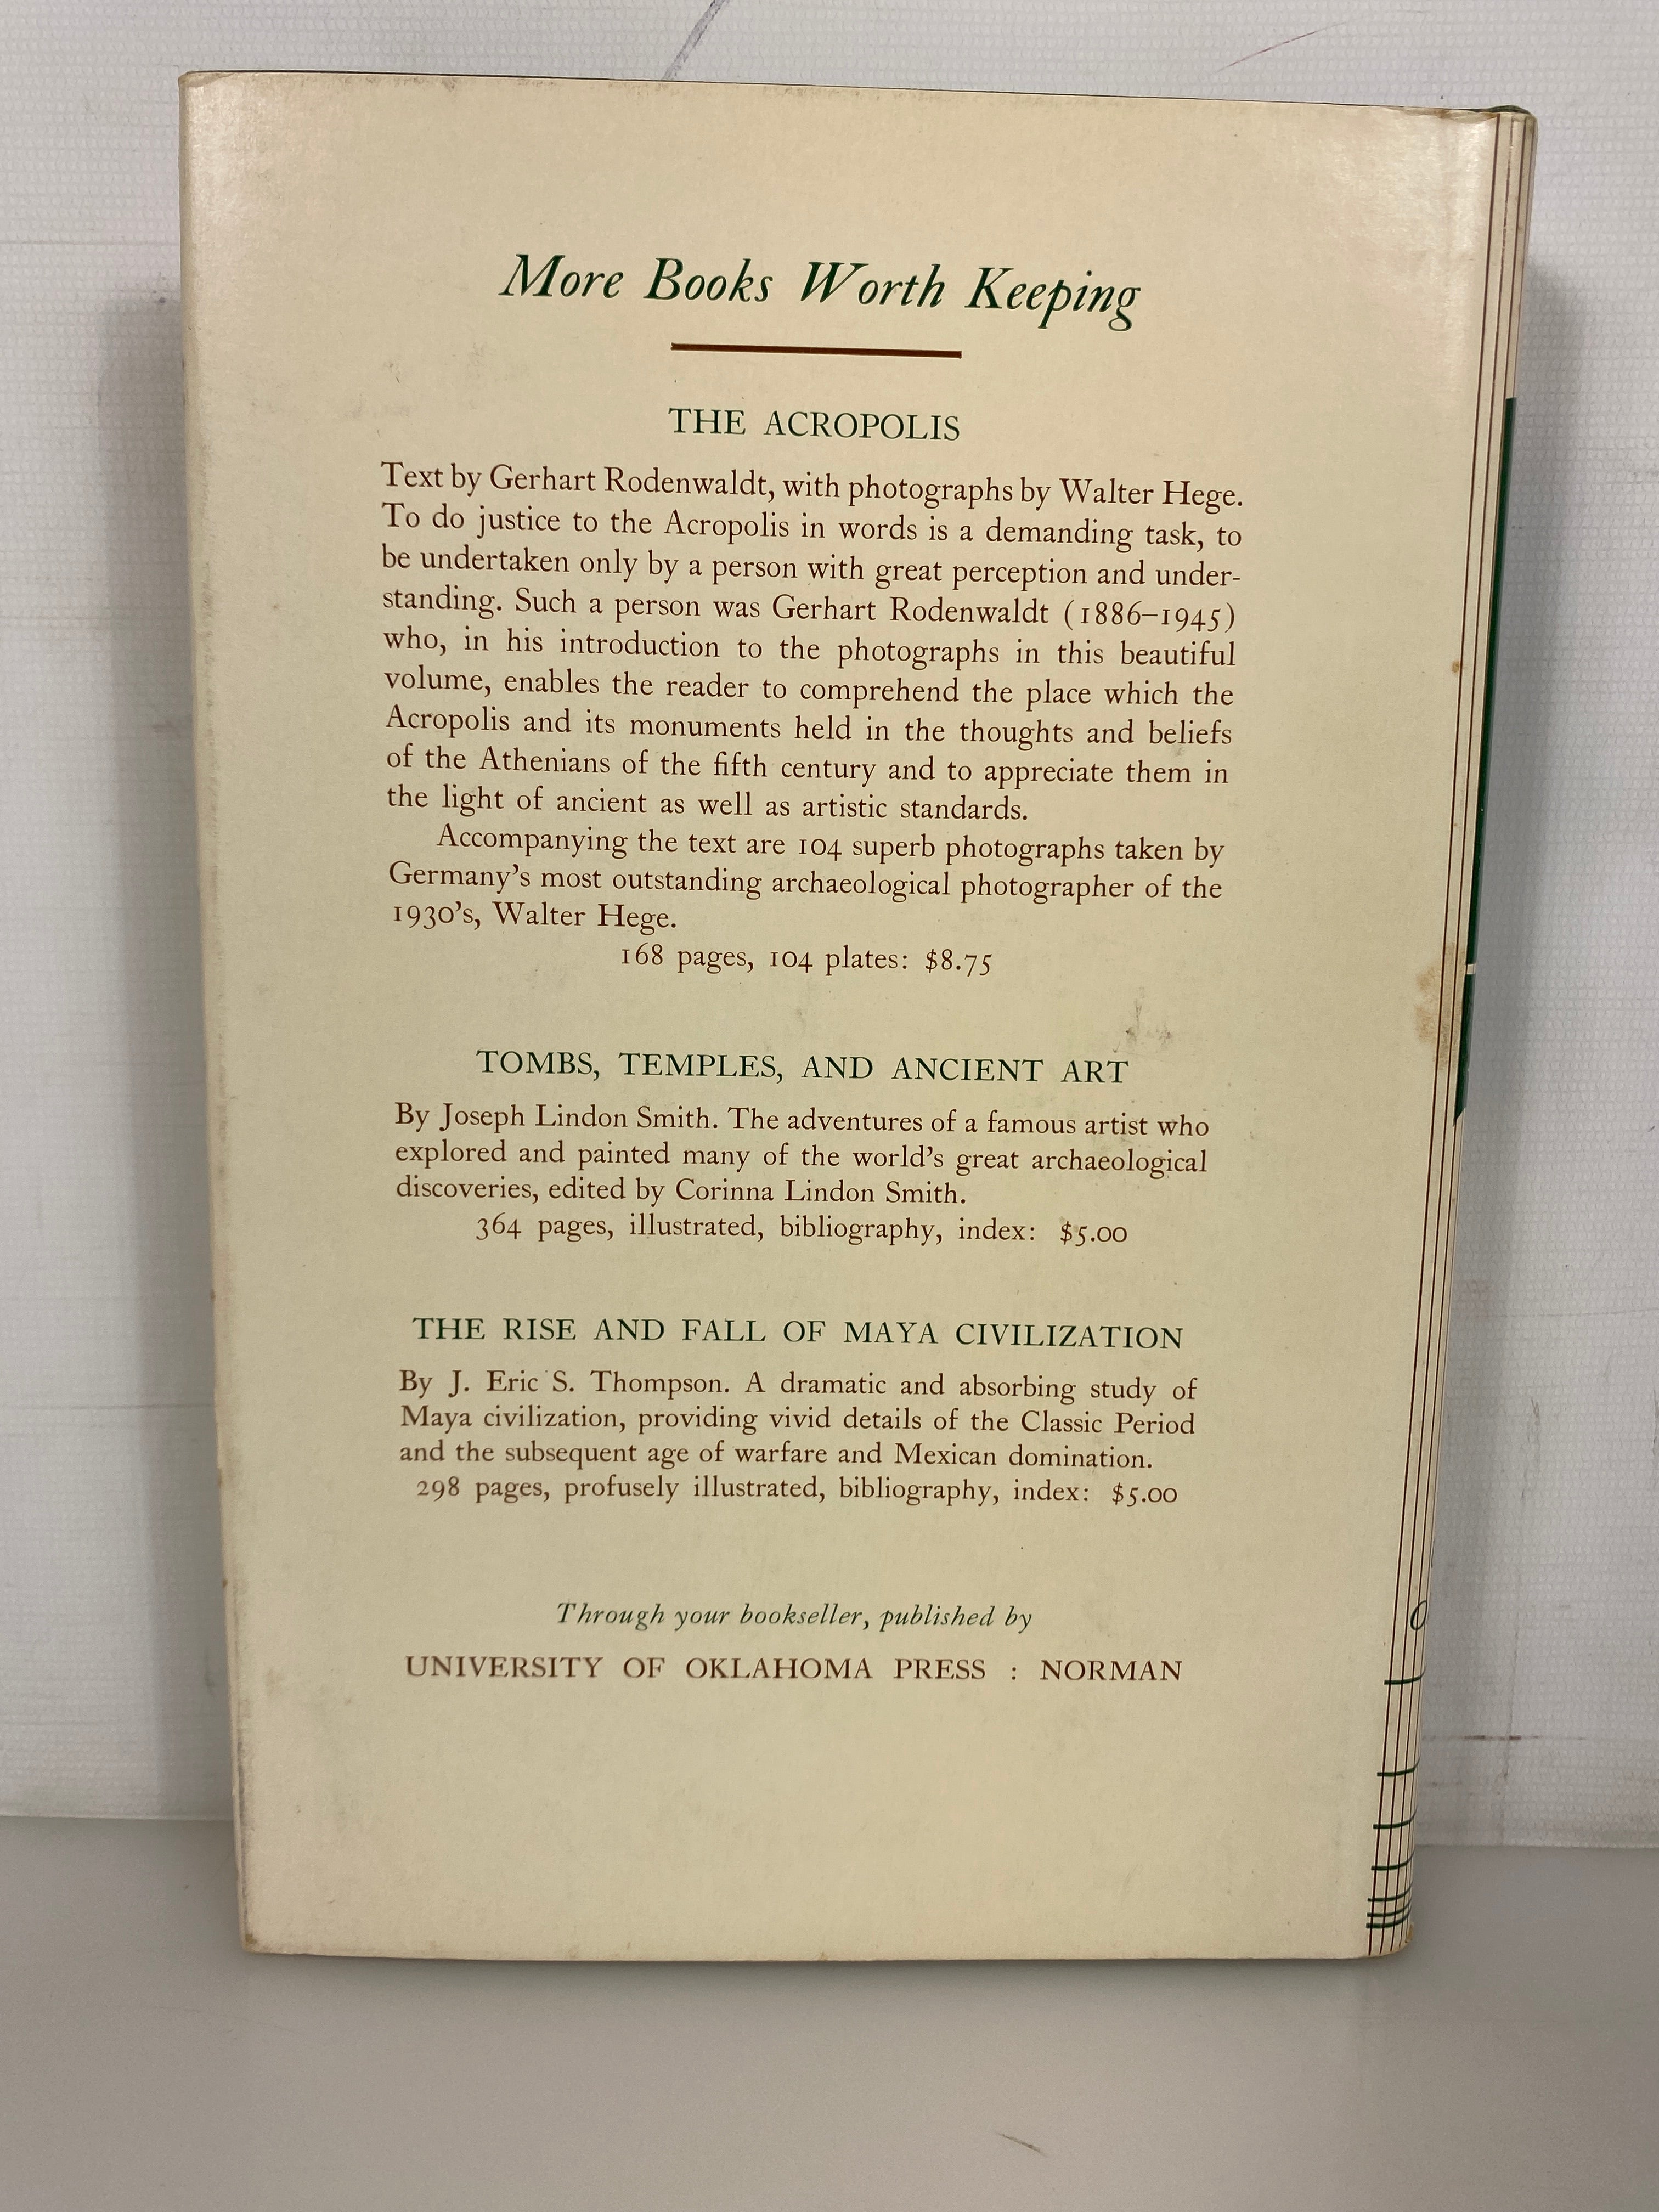 More Books Worth Keeping
THE ACROPOLIS
Text by Gerhart Rodenwaldt, with photographs by Walter Hege.
To do justice to the Acropolis in words is a demanding task, to
be undertaken only by a person with great perception and under-
standing. Such a person was Gerhart Rodenwaldt (1886–1945)
who, in his introduction to the photographs in this beautiful
volume, enables the reader to comprehend the place which the
Acropolis and its monuments held in the thoughts and beliefs
of the Athenians of the fifth century and to appreciate them in
the light of ancient as well as artistic standards.
Accompanying the text are 104 superb photographs taken by
Germany's most outstanding archaeological photographer of the
1930's, Walter Hege.
168 pages, 104 plates: $8.75
TOMBS, TEMPLES, AND ANCIENT ART
By Joseph Lindon Smith. The adventures of a famous artist who
explored and painted many of the world's great archaeological
discoveries, edited by Corinna Lindon Smith.
364 pages, illustrated, bibliography, index: $5.00
THE RISE AND FALL OF MAYA CIVILIZATION
By J. Eric S. Thompson. A dramatic and absorbing study of
Maya civilization, providing vivid details of the Classic Period
and the subsequent age of warfare and Mexican domination.
298 pages, profusely illustrated, bibliography, index: $5.00
Through your bookseller, published by
UNIVERSITY OF OKLAHOMA PRESS : NORMAN